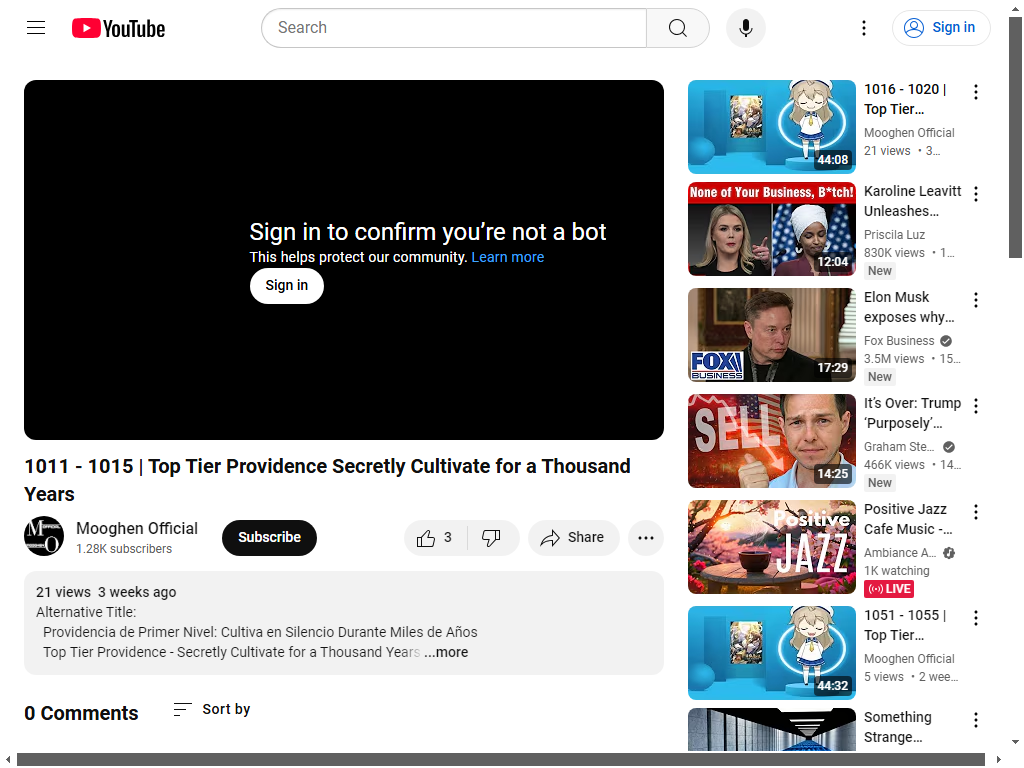 YouTube
Search
Sign in
Sign in to confirm you’re not a bot
This helps protect our community. Learn more
Sign in
1011 - 1015 | Top Tier Providence Secretly Cultivate for a Thousand
Years
Mooghen Official
1.28K subscribers
Subscribe
3
Share
21 views 3 weeks ago
Alternative Title:
Providencia de Primer Nivel: Cultiva en Silencio Durante Miles de Años
Top Tier Providence - Secretly Cultivate for a Thousand Years ...more
0 Comments
Sort by
44:08
1016 - 1020 |
Top Tier…
Mooghen Official
21 views • 3…
None of Your Business, B*tch!
12:04
Karoline Leavitt
Unleashes…
Priscila Luz
830K views • 1…
New
FOX
BUSINESS
17:29
Elon Musk
exposes why…
Fox Business
3.5M views • 15…
New
SELL
14:25
It’s Over: Trump
‘Purposely’…
Graham Ste…
466K views • 14…
New
Positive
JAZZ
Positive Jazz
Cafe Music -…
Ambiance A…
1K watching
LIVE
44:32
1051 - 1055 |
Top Tier…
Mooghen Official
5 views • 2 wee…
Something
Strange…